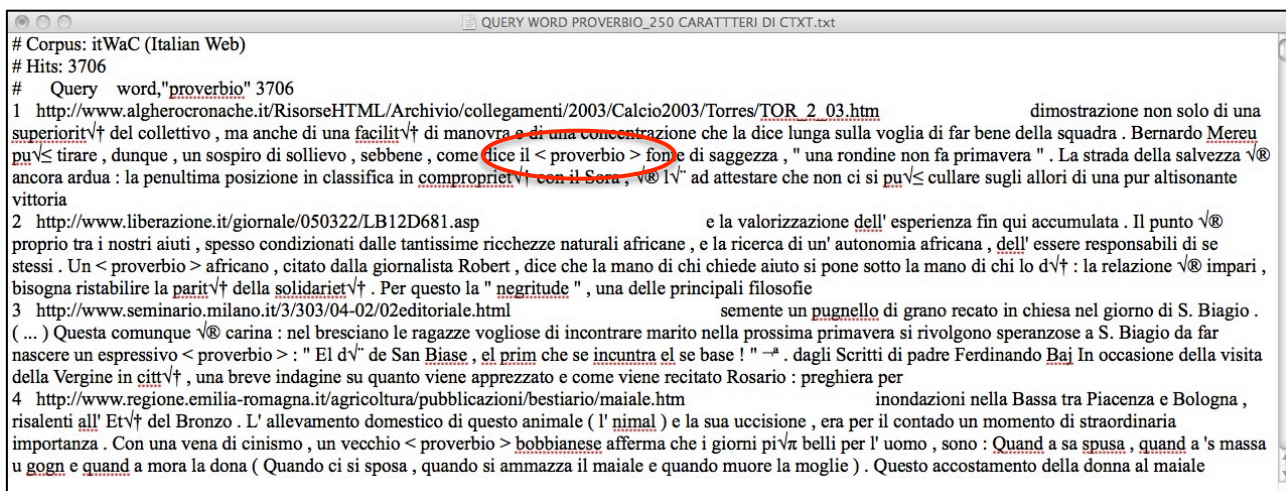 QUERY WORD PROVERBIO_250 CARATTTERI DI CTXT.txt
# Corpus: itWaC (Italian Web)
# Hits: 3706
# Query word,"proverbio" 3706
1 http://www.algherocronache.it/RisorseHTML/Archivio/collegamenti/2003/Calcio2003/Torres/TOR_2_03.htm dimostrazione non solo di una
superiorit√† del collettivo , ma anche di una facilit√† di manovra e di una concentrazione che la dice lunga sulla voglia di far bene della squadra . Bernardo Mereu
pu√≤ tirare , dunque , un sospiro di sollievo , sebbene , come dice il < proverbio > fonte di saggezza , " una rondine non fa primavera " . La strada della salvezza √®
ancora ardua : la penultima posizione in classifica in compropriet√† con il Sora , √® l√¨ ad attestare che non ci si pu√≤ cullare sugli allori di una pur altisonante
vittoria
2 http://www.liberazione.it/giornale/050322/LB12D681.asp e la valorizzazione dell' esperienza fin qui accumulata . Il punto √®
proprio tra i nostri aiuti , spesso condizionati dalle tantissime ricchezze naturali africane , e la ricerca di un' autonomia africana , dell' essere responsabili di se
stessi . Un < proverbio > africano , citato dalla giornalista Robert , dice che la mano di chi chiede aiuto si pone sotto la mano di chi lo d√† : la relazione √® impari ,
bisogna ristabilire la parit√† della solidariet√† . Per questo la " negritude " , una delle principali filosofie
3 http://www.seminario.milano.it/3/303/04-02/02editoriale.html semente un pugnello di grano recato in chiesa nel giorno di S. Biagio .
( ... ) Questa comunque √® carina : nel bresciano le ragazze vogliose di incontrare marito nella prossima primavera si rivolgono speranzose a S. Biagio da far
nascere un espressivo < proverbio > : " El d√¨ de San Biase , el prim che se incuntra el se base ! " ¬ª . dagli Scritti di padre Ferdinando Baj In occasione della visita
della Vergine in citt√† , una breve indagine su quanto viene apprezzato e come viene recitato Rosario : preghiera per
4 http://www.regione.emilia-romagna.it/agricoltura/pubblicazioni/bestiario/maiale.htm inondazioni nella Bassa tra Piacenza e Bologna ,
risalenti all' Et√† del Bronzo . L' allevamento domestico di questo animale ( l' nimal ) e la sua uccisione , era per il contado un momento di straordinaria
importanza . Con una vena di cinismo , un vecchio < proverbio > bobbianese afferma che i giorni pi√π belli per l' uomo , sono : Quand a sa spusa , quand a 's massa
u gogn e quand a mora la dona ( Quando ci si sposa , quando si ammazza il maiale e quando muore la moglie ) . Questo accostamento della donna al maiale